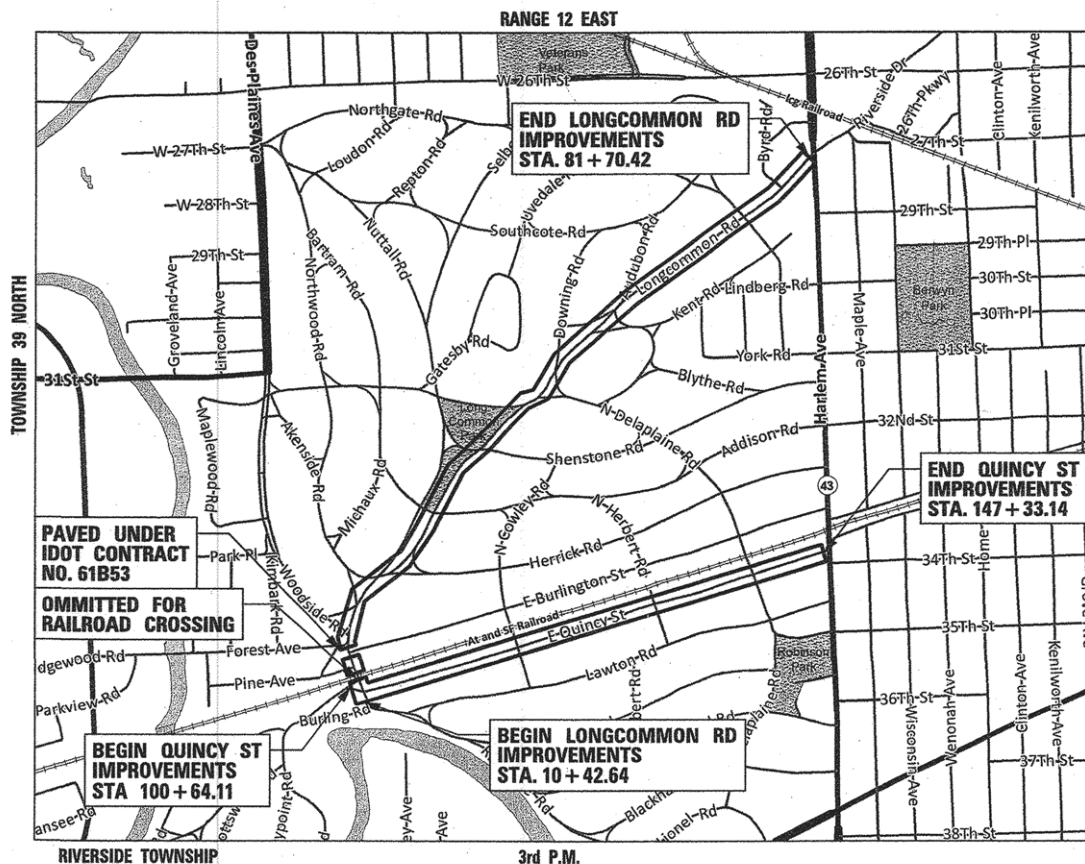 RANGE 12 EAST
Veterans
Park
W 26Th St
26Th St
Des Plaines Ave
Northgate Rd
Icg Railroad
Riverside Dr
26Th Pkwy
Clinton Ave
Kenilworth Ave
END LONGCOMMON RD
IMPROVEMENTS
STA. 81 + 70.42
Byrd Rd
27Th St
W 27Th St
Loudon Rd
Repton Rd
W 28Th St
Southcote Rd
29Th St
Nuttall Rd
Bartram Rd
Northwood Rd
29Th St
Downing Rd
Longcommon Rd
29Th Pl
30Th St
30Th Pl
Berwyn
Park
Kent Rd
Lindberg Rd
Groveland Ave
Lincoln Ave
Maple Ave
Harlem Ave
Gatesby Rd
York Rd
31St St
31St St
TOWNSHIP 39 NORTH
Blythe Rd
Long
N Delaplaine Rd
32Nd St
Maplewood Rd
Akenside Rd
Michaux Rd
Addison Rd
Shenstone Rd
END QUINCY ST
IMPROVEMENTS
STA. 147 + 33.14
43
N Cowley Rd
N Herbert Rd
PAVED UNDER
IDOT CONTRACT
NO. 61B53
Park Pl
Kimbark Rd
Woodside Rd
Herrick Rd
34Th St
E Burlington St
OMMITTED FOR
RAILROAD CROSSING
At and SF Railroad
E Quincy St
35Th St
Forest Ave
dgewood Rd
Pine Ave
Lawton Rd
Robinson
Park
Parkview Rd
36Th St
Burling Rd
bert Rd
Kenilworth Ave
BEGIN QUINCY ST
IMPROVEMENTS
STA 100 + 64.11
BEGIN LONGCOMMON RD
IMPROVEMENTS
STA. 10 + 42.64
Wisconsin Ave
Wenonah Ave
Clinton Ave
37Th St
ansee Rd
38Th St
RIVERSIDE TOWNSHIP
3rd P.M.